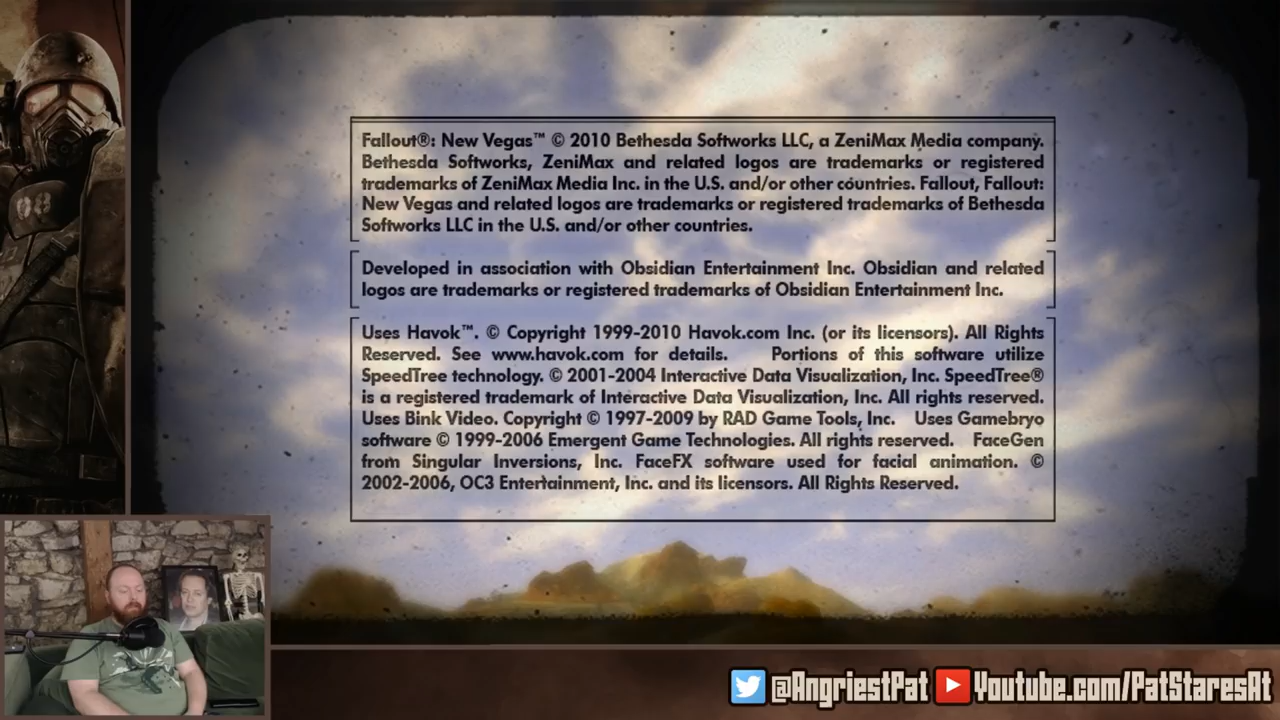 Fallout®: New Vegas™ © 2010 Bethesda Softworks LLC, a ZeniMax Media company.
Bethesda Softworks, ZeniMax and related logos are trademarks or registered
trademarks of ZeniMax Media Inc. in the U.S. and/or other countries. Fallout, Fallout:
New Vegas and related logos are trademarks or registered trademarks of Bethesda
Softworks LLC in the U.S. and/or other countries.
Developed in association with Obsidian Entertainment Inc. Obsidian and related
logos are trademarks or registered trademarks of Obsidian Entertainment Inc.
Uses Havok™. © Copyright 1999-2010 Havok.com Inc. (or its licensors). All Rights
Reserved. See www.havok.com for details. Portions of this software utilize
SpeedTree technology. © 2001-2004 Interactive Data Visualization, Inc. SpeedTree®
is a registered trademark of Interactive Data Visualization, Inc. All rights reserved.
Uses Bink Video. Copyright © 1997-2009 by RAD Game Tools, Inc. Uses Gamebryo
software © 1999-2006 Emergent Game Technologies. All rights reserved. FaceGen
from Singular Inversions, Inc. FaceFX software used for facial animation. ©
2002-2006, OC3 Entertainment, Inc. and its licensors. All Rights Reserved.
@AngriestPat Youtube.com/PatStaresAt